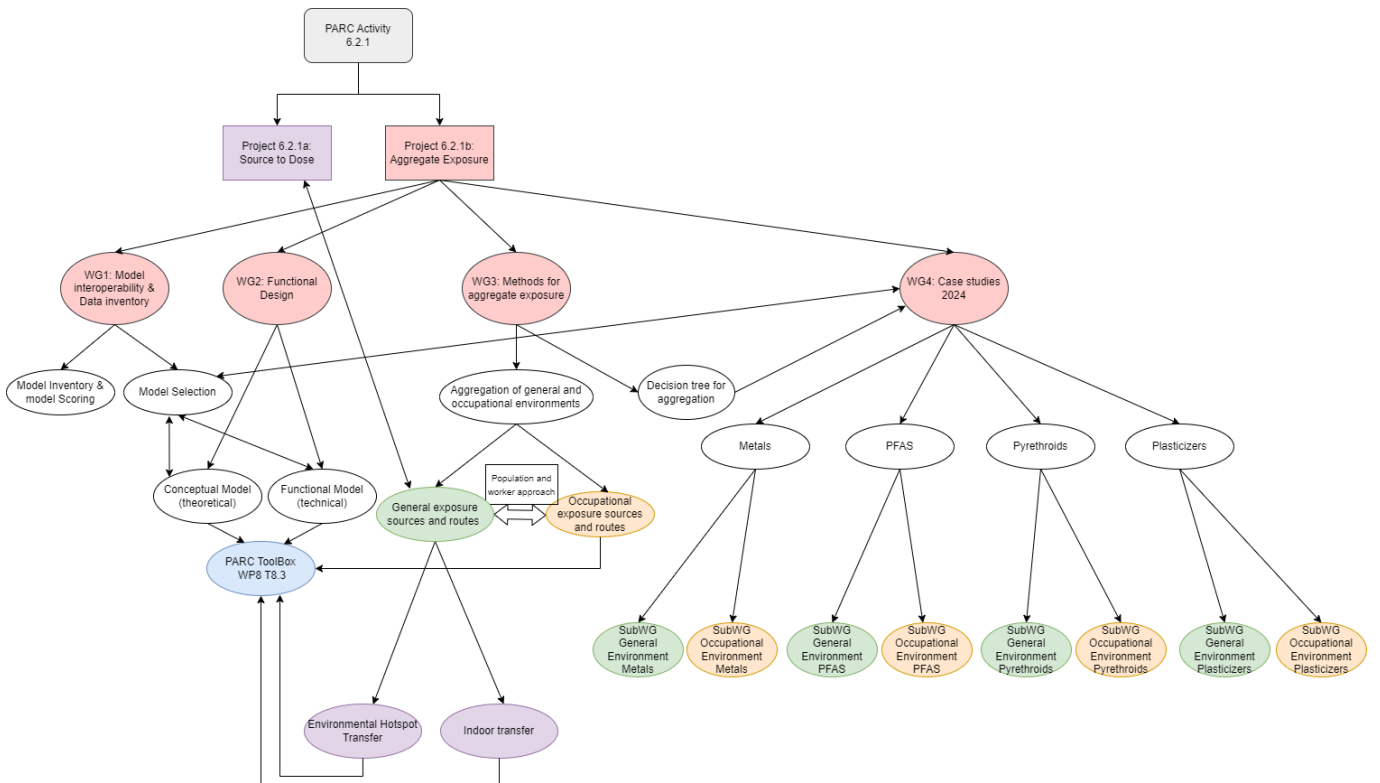 PARC Activity
6.2.1
Project 6.2.1a:
Source to Dose
Project 6.2.1b:
Aggregate Exposure
WG1: Model
interoperability &
Data inventory
WG2: Functional
Design
WG3: Methods for
aggregate exposure
WG4: Case studies
2024
Model Inventory &
model Scoring
Model Selection
Aggregation of general and
occupational environments
Decision tree for
aggregation
Metals
PFAS
Pyrethroids
Plasticizers
Conceptual Model
(theoretical)
Functional Model
(technical)
Population and
worker approach
General exposure
sources and routes
Occupational
exposure sources
and routes
PARC ToolBox
WP8 T8.3
SubWG
General
Environment
Metals
SubWG
Occupational
Environment
Metals
SubWG
General
Environment
PFAS
SubWG
Occupational
Environment
PFAS
SubWG
General
Environment
Pyrethroids
SubWG
Occupational
Environment
Pyrethroids
SubWG
General
Environment
Plasticizers
SubWG
Occupational
Environment
Plasticizers
Environmental Hotspot
Transfer
Indoor transfer